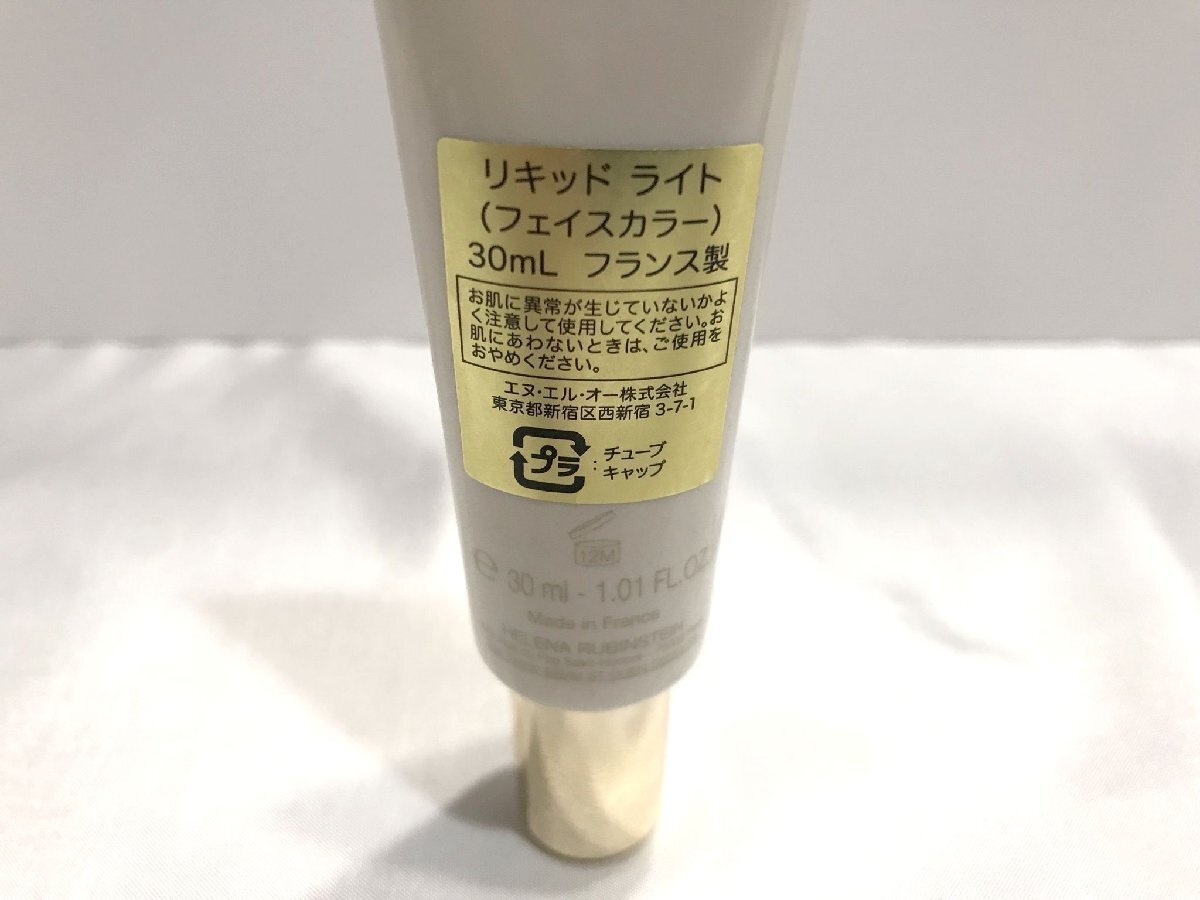 リキッド ライト
（フェイスカラー）
30mL フランス製
お肌に異常が生じていないかよ
く注意して使用してください。お
肌にあわないときは、ご使用を
おやめください。
エヌ・エル・オー株式会社
東京都新宿区西新宿 3-7-1
プラ : チューブ
キャップ
12M
℮ 30 ml - 1.01 FL.OZ.
Made in France
HELENA RUBINSTEIN